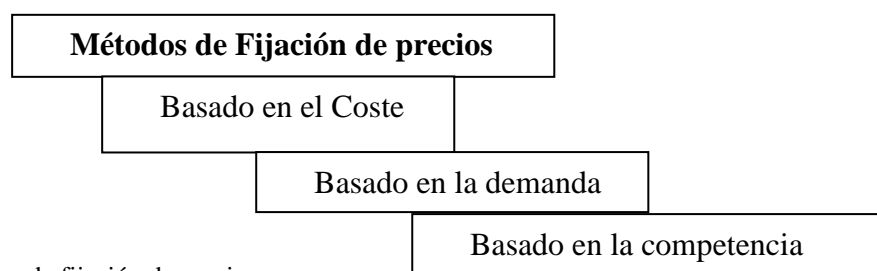 Métodos de Fijación de precios
Basado en el Coste
Basado en la demanda
Basado en la competencia